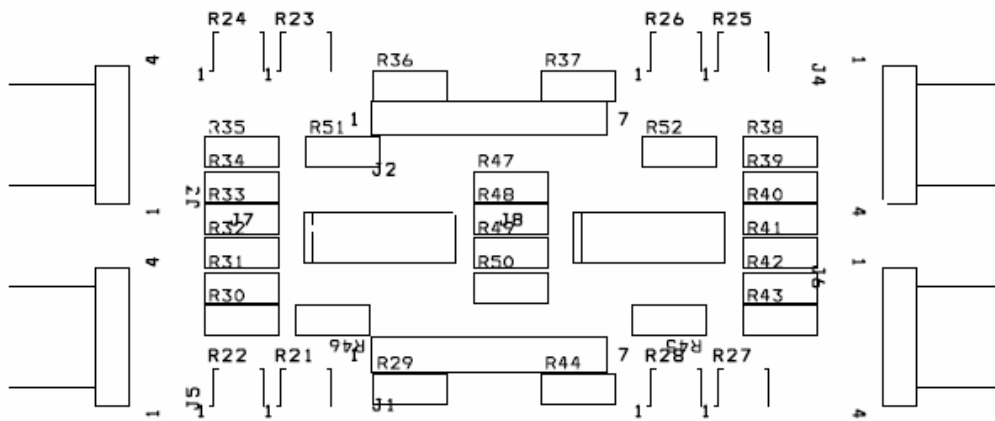 R24 R23 R26 R25
4 1 1 R36 R37 1 1 J4 1
R35 R51 1 7 R52 R38
R34 J2 R47 R39
J2 R33 R48 R40
1 J7 J8 4
R32 R49 R41
4 R31 R50 R42 J6 1
R30 R43
R46 R45
R22 R21 1 7 R28 R27
R29 R44
J5 J1
1 1 1 1 1 4